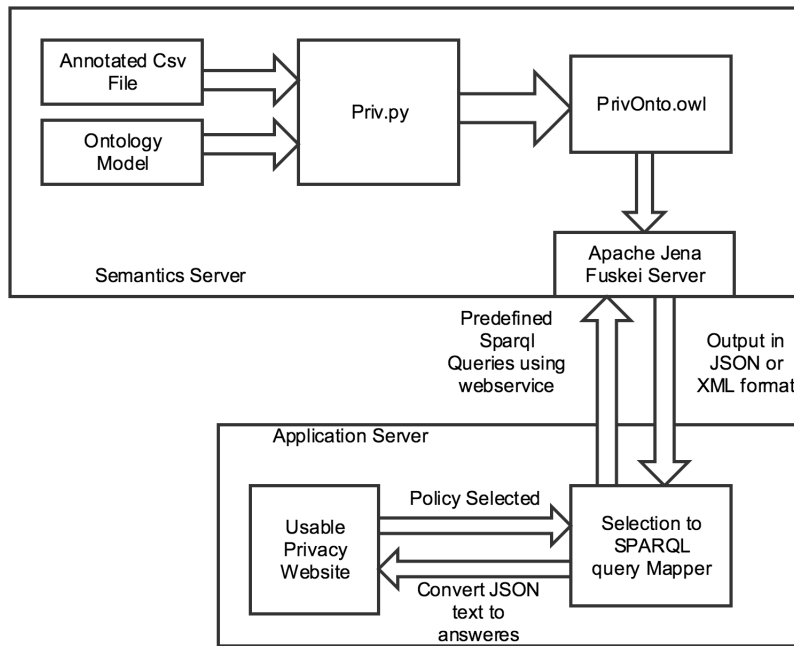 Annotated Csv
File
Ontology
Model
Priv.py
PrivOnto.owl
Apache Jena
Fuskei Server
Semantics Server
Predefined
Sparql
Queries using
webservice
Output in
JSON or
XML format
Application Server
Usable
Privacy
Website
Policy Selected
Convert JSON
text to
answeres
Selection to
SPARQL
query Mapper